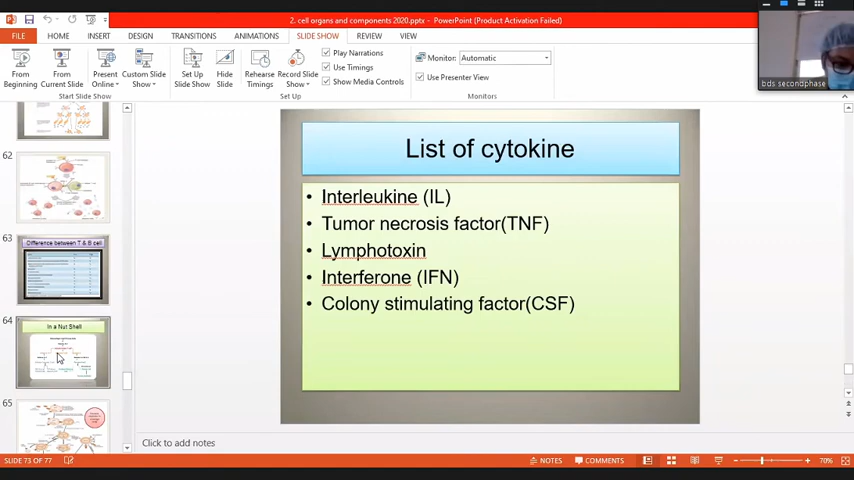 2. cell organs and components 2020.pptx - PowerPoint (Product Activation Failed)
FILE HOME INSERT DESIGN TRANSITIONS ANIMATIONS SLIDE SHOW REVIEW VIEW
From Beginning
From Current Slide
Present Online
Custom Slide Show
Start Slide Show
Set Up Slide Show
Hide Slide
Rehearse Timings
Record Slide Show
Play Narrations
Use Timings
Show Media Controls
Set Up
Monitor: Automatic
Use Presenter View
Monitors
bds secondphase
62
63
Difference between T & B cell
64
In a Nut Shell
65
List of cytokine
• Interleukine (IL)
• Tumor necrosis factor(TNF)
• Lymphotoxin
• Interferone (IFN)
• Colony stimulating factor(CSF)
Click to add notes
SLIDE 73 OF 77 NOTES COMMENTS 70%